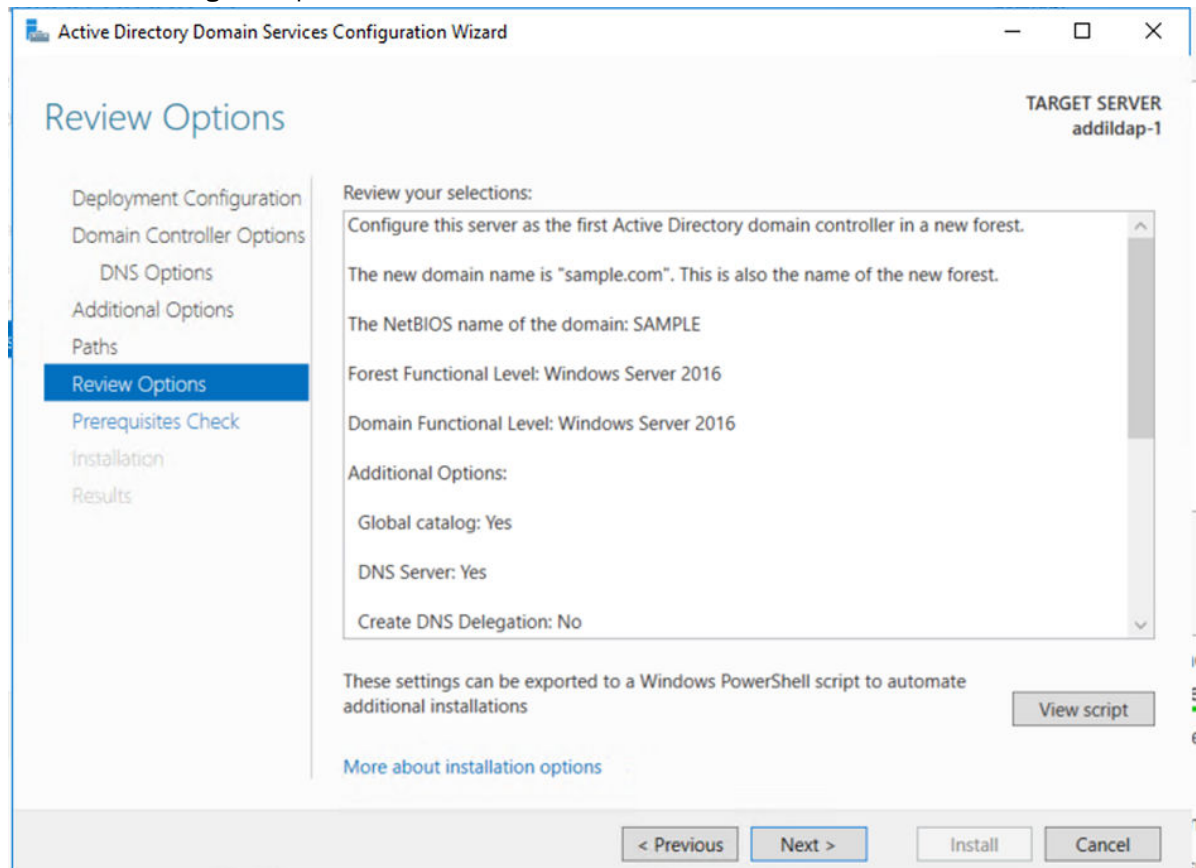 Active Directory Domain Services Configuration Wizard
Review Options
TARGET SERVER
addildap-1
Deployment Configuration
Domain Controller Options
DNS Options
Additional Options
Paths
Review Options
Prerequisites Check
Installation
Results
Review your selections:
Configure this server as the first Active Directory domain controller in a new forest.
The new domain name is "sample.com". This is also the name of the new forest.
The NetBIOS name of the domain: SAMPLE
Forest Functional Level: Windows Server 2016
Domain Functional Level: Windows Server 2016
Additional Options:
Global catalog: Yes
DNS Server: Yes
Create DNS Delegation: No
These settings can be exported to a Windows PowerShell script to automate
additional installations
View script
More about installation options
< Previous
Next >
Install
Cancel